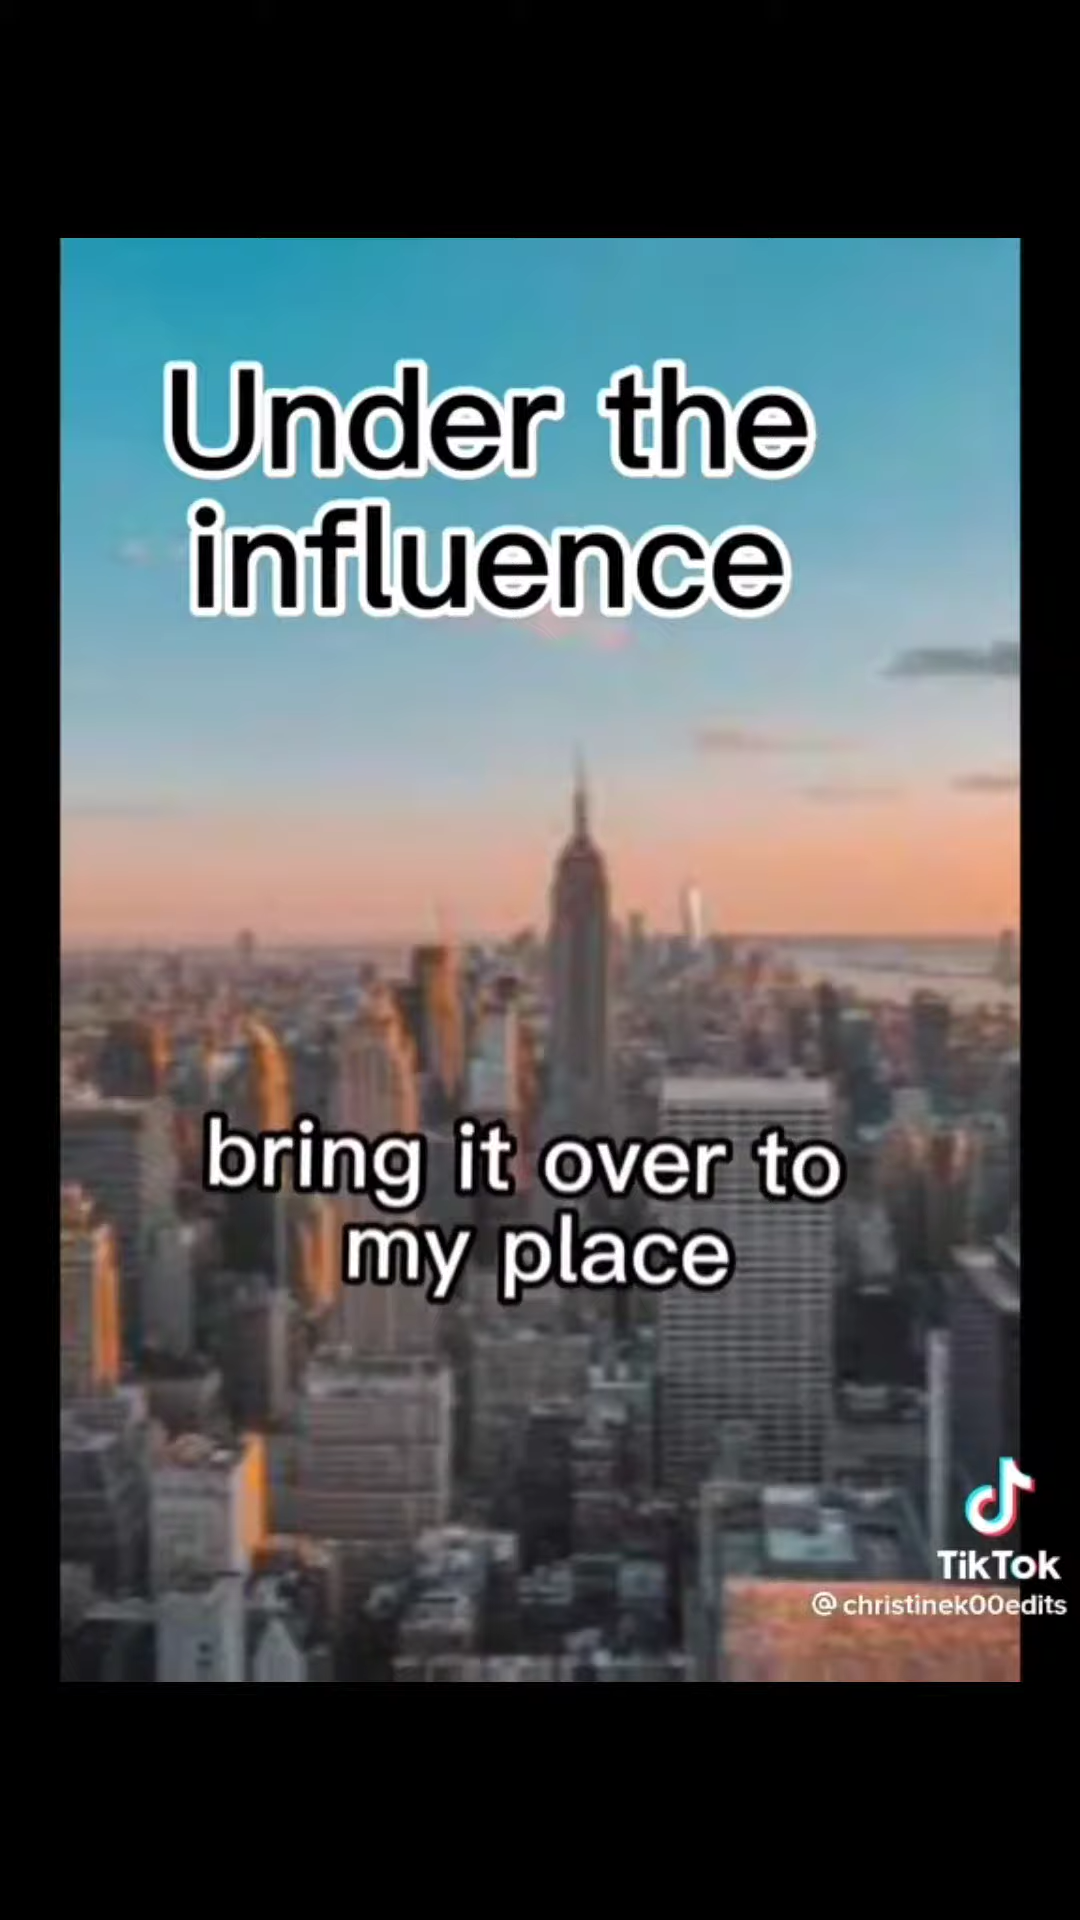 Under the
influence
bring it over to
my place
TikTok
@christinek00edits